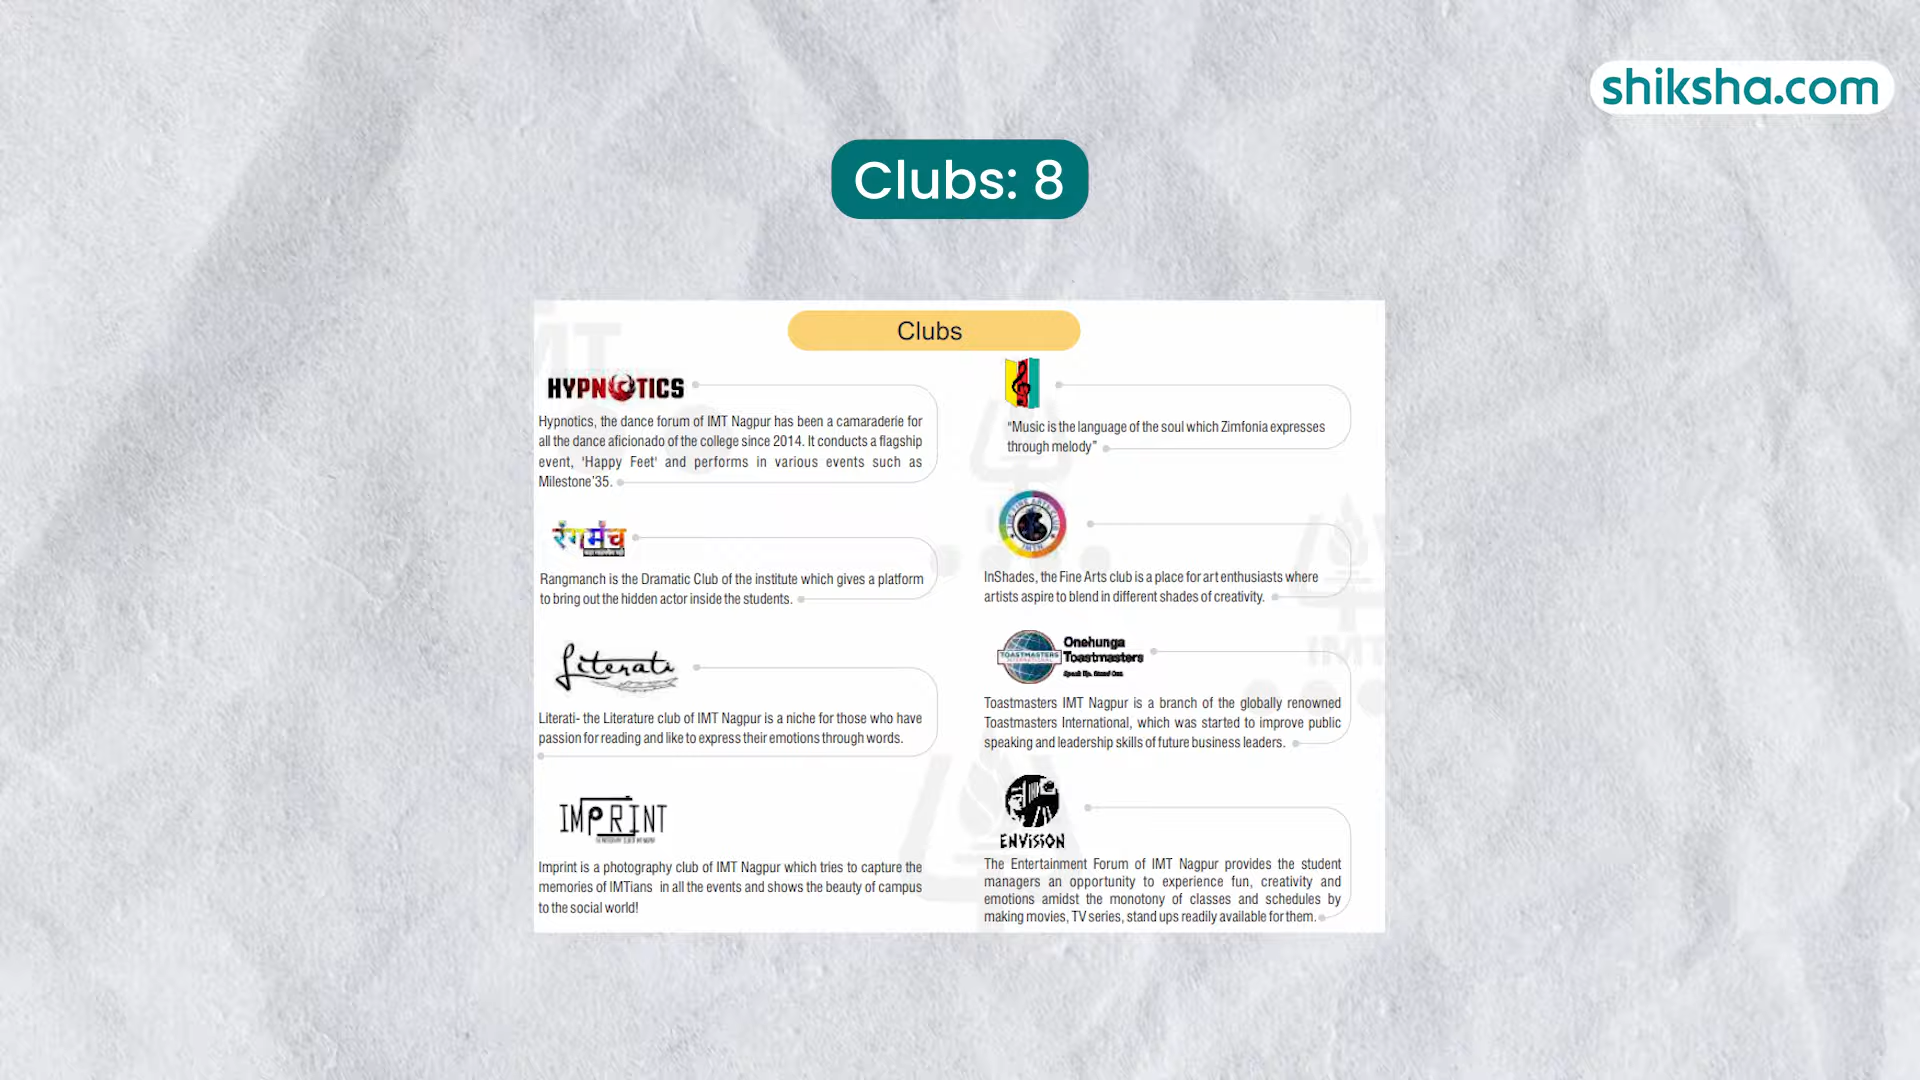 shiksha.com
Clubs: 8
Clubs
HYPNOTICS
Hypnotics, the dance forum of IMT Nagpur has been a camaraderie for
all the dance aficionado of the college since 2014. It conducts a flagship
event, 'Happy Feet' and performs in various events such as
Milestone'35.
रंगमंच
Rangmanch is the Dramatic Club of the institute which gives a platform
to bring out the hidden actor inside the students.
Literati
Literati- the Literature club of IMT Nagpur is a niche for those who have
passion for reading and like to express their emotions through words.
IMPRINT
Imprint is a photography club of IMT Nagpur which tries to capture the
memories of IMTians in all the events and shows the beauty of campus
to the social world!
“Music is the language of the soul which Zimfonia expresses
through melody”
THE FINE ARTS CLUB
IMTN
InShades, the Fine Arts club is a place for art enthusiasts where
artists aspire to blend in different shades of creativity.
TOASTMASTERS
INTERNATIONAL
Onehunga
Toastmasters
Toastmasters IMT Nagpur is a branch of the globally renowned
Toastmasters International, which was started to improve public
speaking and leadership skills of future business leaders.
ENVISION
The Entertainment Forum of IMT Nagpur provides the student
managers an opportunity to experience fun, creativity and
emotions amidst the monotony of classes and schedules by
making movies, TV series, stand ups readily available for them.
IMT